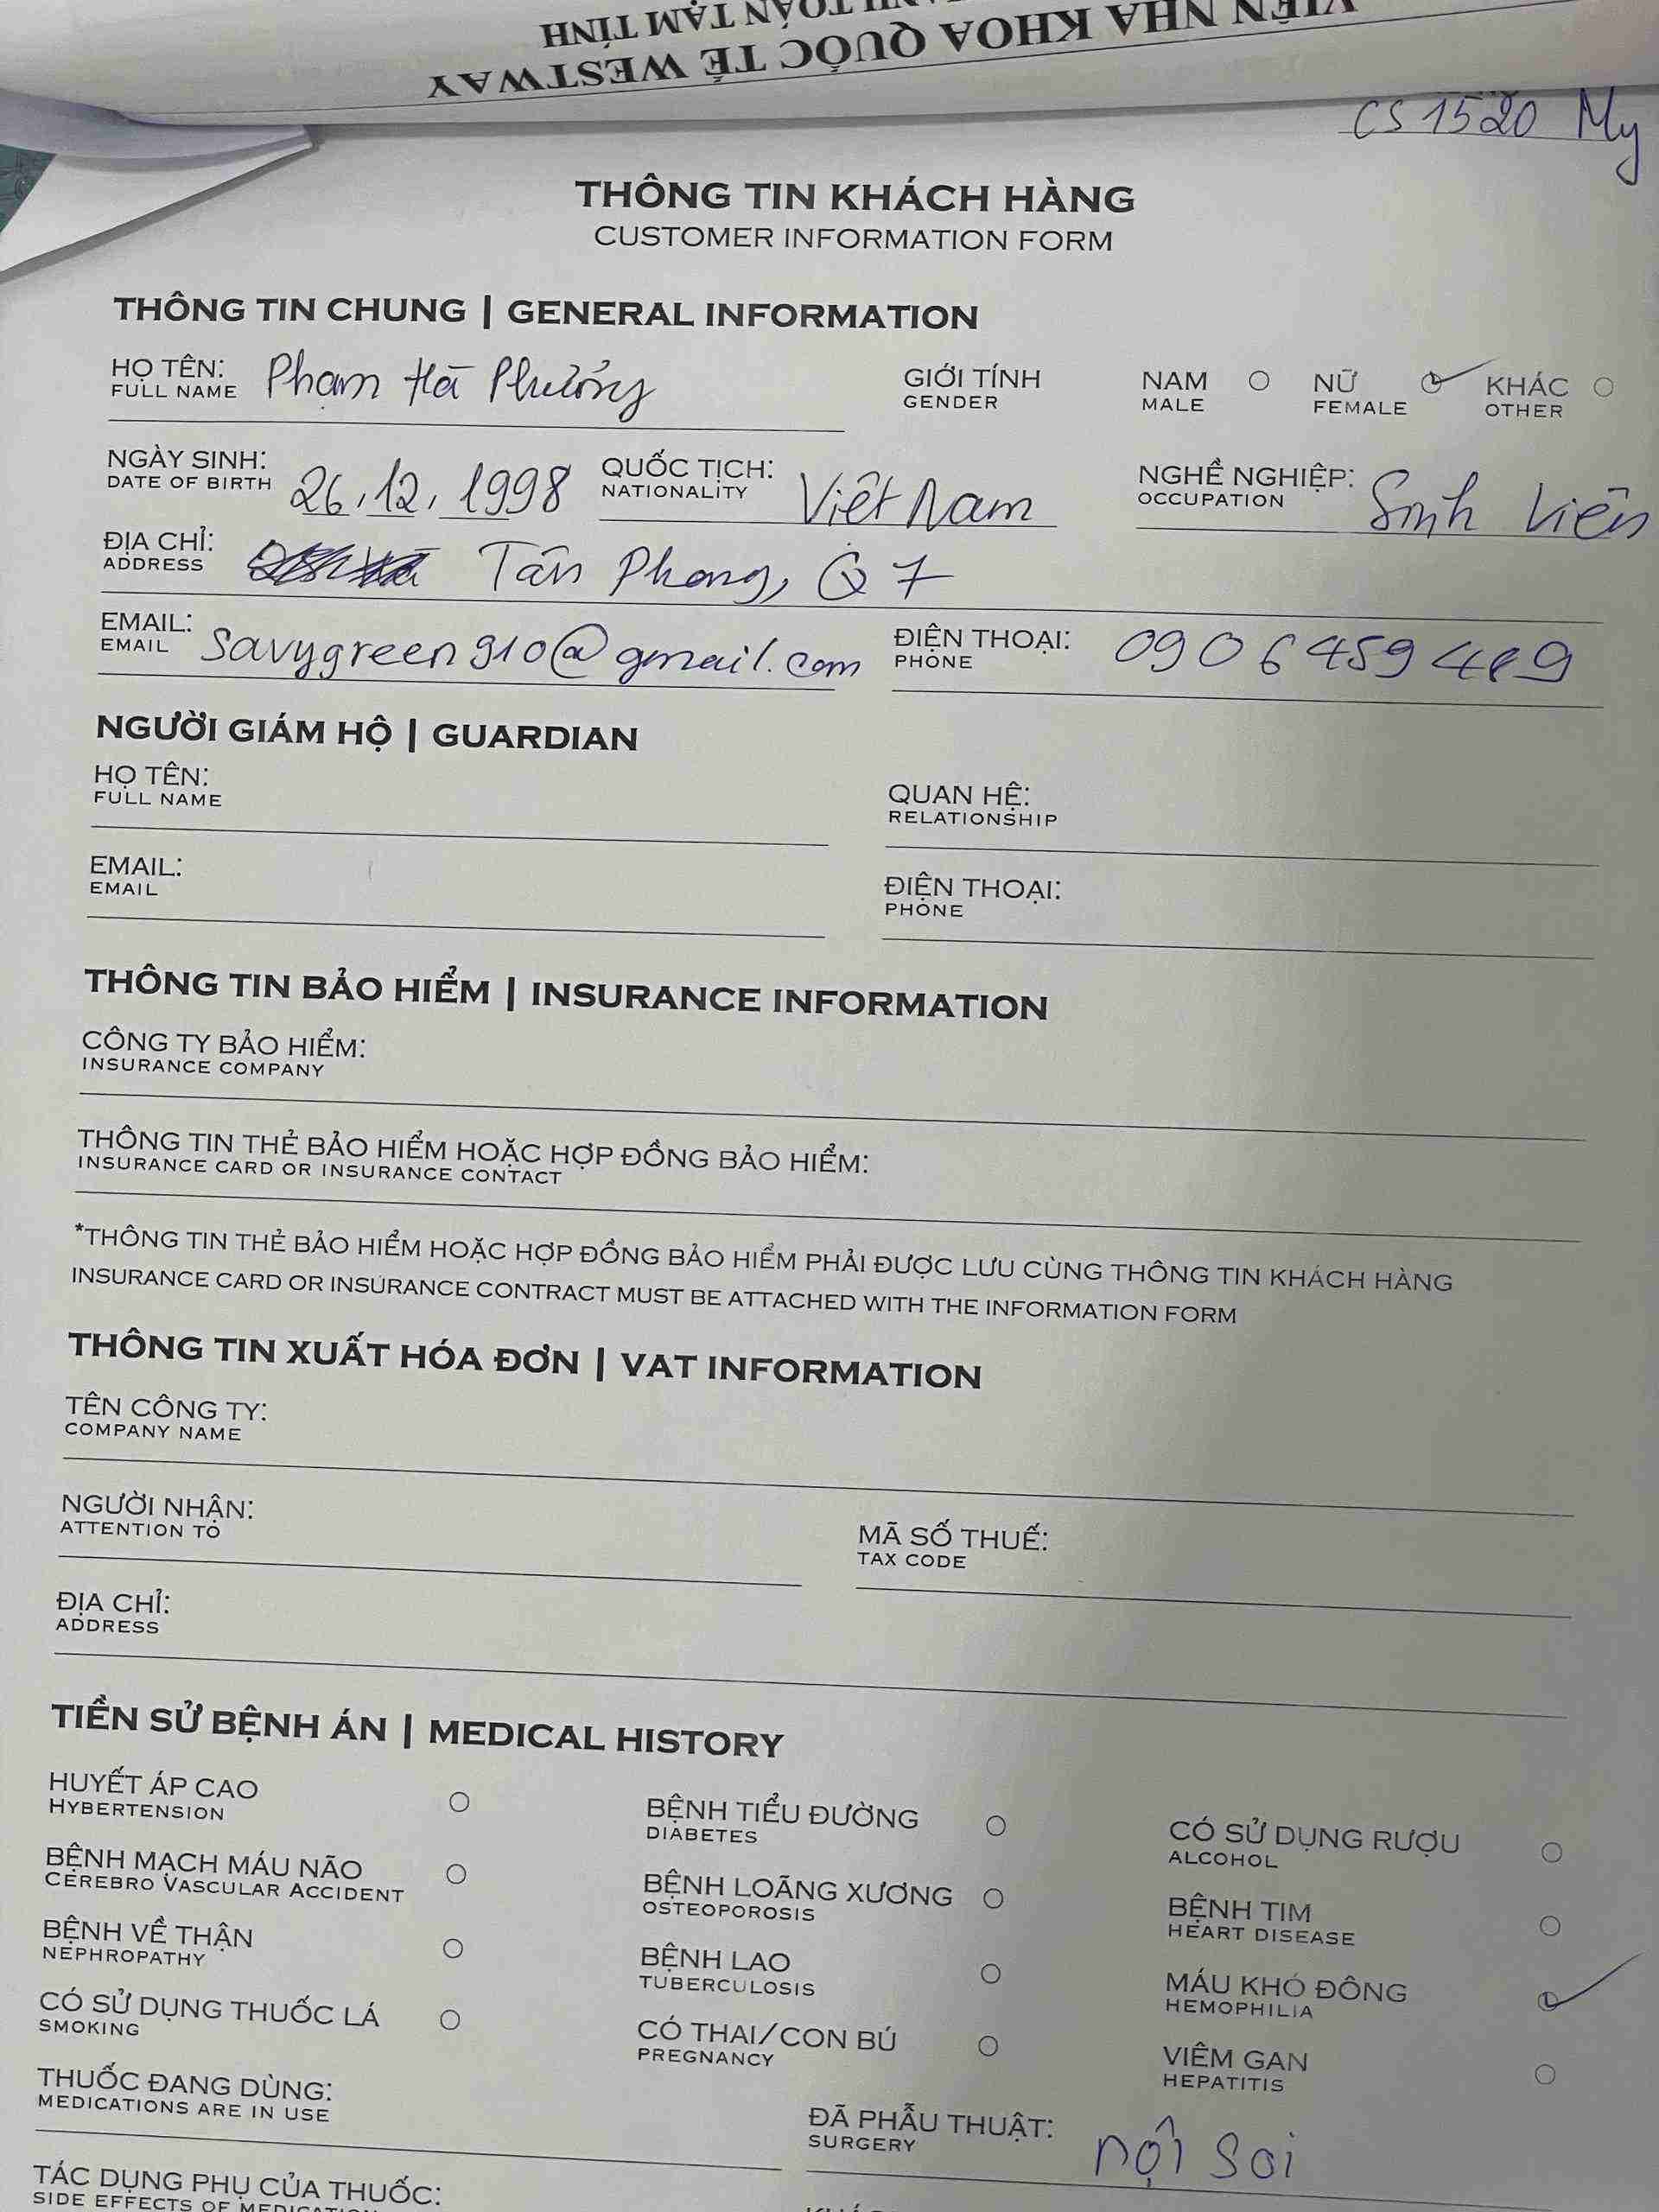 VIỆN NHA KHOA QUỐC TẾ WESTWAY
TOÁN TẠM TÍNH
CS 1520 My
THÔNG TIN KHÁCH HÀNG
CUSTOMER INFORMATION FORM
THÔNG TIN CHUNG | GENERAL INFORMATION
HỌ TÊN: Phạm Hà Phương GIỚI TÍNH NAM NỮ KHÁC
FULL NAME GENDER MALE FEMALE OTHER
NGÀY SINH: 26, 12, 1998 QUỐC TỊCH: Việt Nam NGHỀ NGHIỆP: Sinh viên
DATE OF BIRTH NATIONALITY OCCUPATION
ĐỊA CHỈ: Tân Phong, Q 7
ADDRESS
EMAIL: savygreen910@gmail.com ĐIỆN THOẠI: 0906459
EMAIL PHONE
NGƯỜI GIÁM HỘ | GUARDIAN
HỌ TÊN: QUAN HỆ:
FULL NAME RELATIONSHIP
EMAIL: ĐIỆN THOẠI:
EMAIL PHONE
THÔNG TIN BẢO HIỂM | INSURANCE INFORMATION
CÔNG TY BẢO HIỂM:
INSURANCE COMPANY
THÔNG TIN THẺ BẢO HIỂM HOẶC HỢP ĐỒNG BẢO HIỂM:
INSURANCE CARD OR INSURANCE CONTACT
*THÔNG TIN THẺ BẢO HIỂM HOẶC HỢP ĐỒNG BẢO HIỂM PHẢI ĐƯỢC LƯU CÙNG THÔNG TIN KHÁCH HÀNG
INSURANCE CARD OR INSURANCE CONTRACT MUST BE ATTACHED WITH THE INFORMATION FORM
THÔNG TIN XUẤT HÓA ĐƠN | VAT INFORMATION
TÊN CÔNG TY:
COMPANY NAME
NGƯỜI NHẬN: MÃ SỐ THUẾ:
ATTENTION TO TAX CODE
ĐỊA CHỈ:
ADDRESS
TIỀN SỬ BỆNH ÁN | MEDICAL HISTORY
HUYẾT ÁP CAO BỆNH TIỂU ĐƯỜNG CÓ SỬ DỤNG RƯỢU
HYBERTENSION DIABETES ALCOHOL
BỆNH MẠCH MÁU NÃO BỆNH LOÃNG XƯƠNG BỆNH TIM
CEREBRO VASCULAR ACCIDENT OSTEOPOROSIS HEART DISEASE
BỆNH VỀ THẬN BỆNH LAO MÁU KHÓ ĐÔNG
NEPHROPATHY TUBERCULOSIS HEMOPHILIA
CÓ SỬ DỤNG THUỐC LÁ CÓ THAI/CON BÚ VIÊM GAN
SMOKING PREGNANCY HEPATITIS
THUỐC ĐANG DÙNG: ĐÃ PHẪU THUẬT: nội soi
MEDICATIONS ARE IN USE SURGERY
TÁC DỤNG PHỤ CỦA THUỐC:
SIDE EFFECTS OF